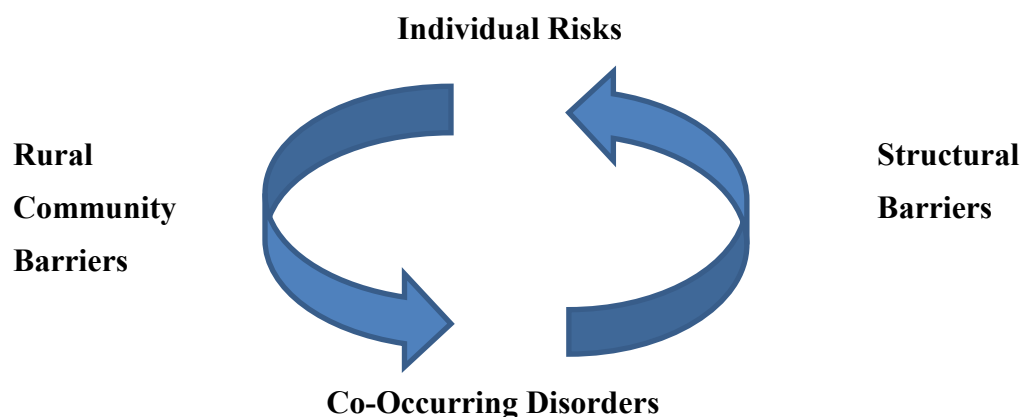 Individual Risks
Rural
Community
Barriers
Structural
Barriers
Co-Occurring Disorders